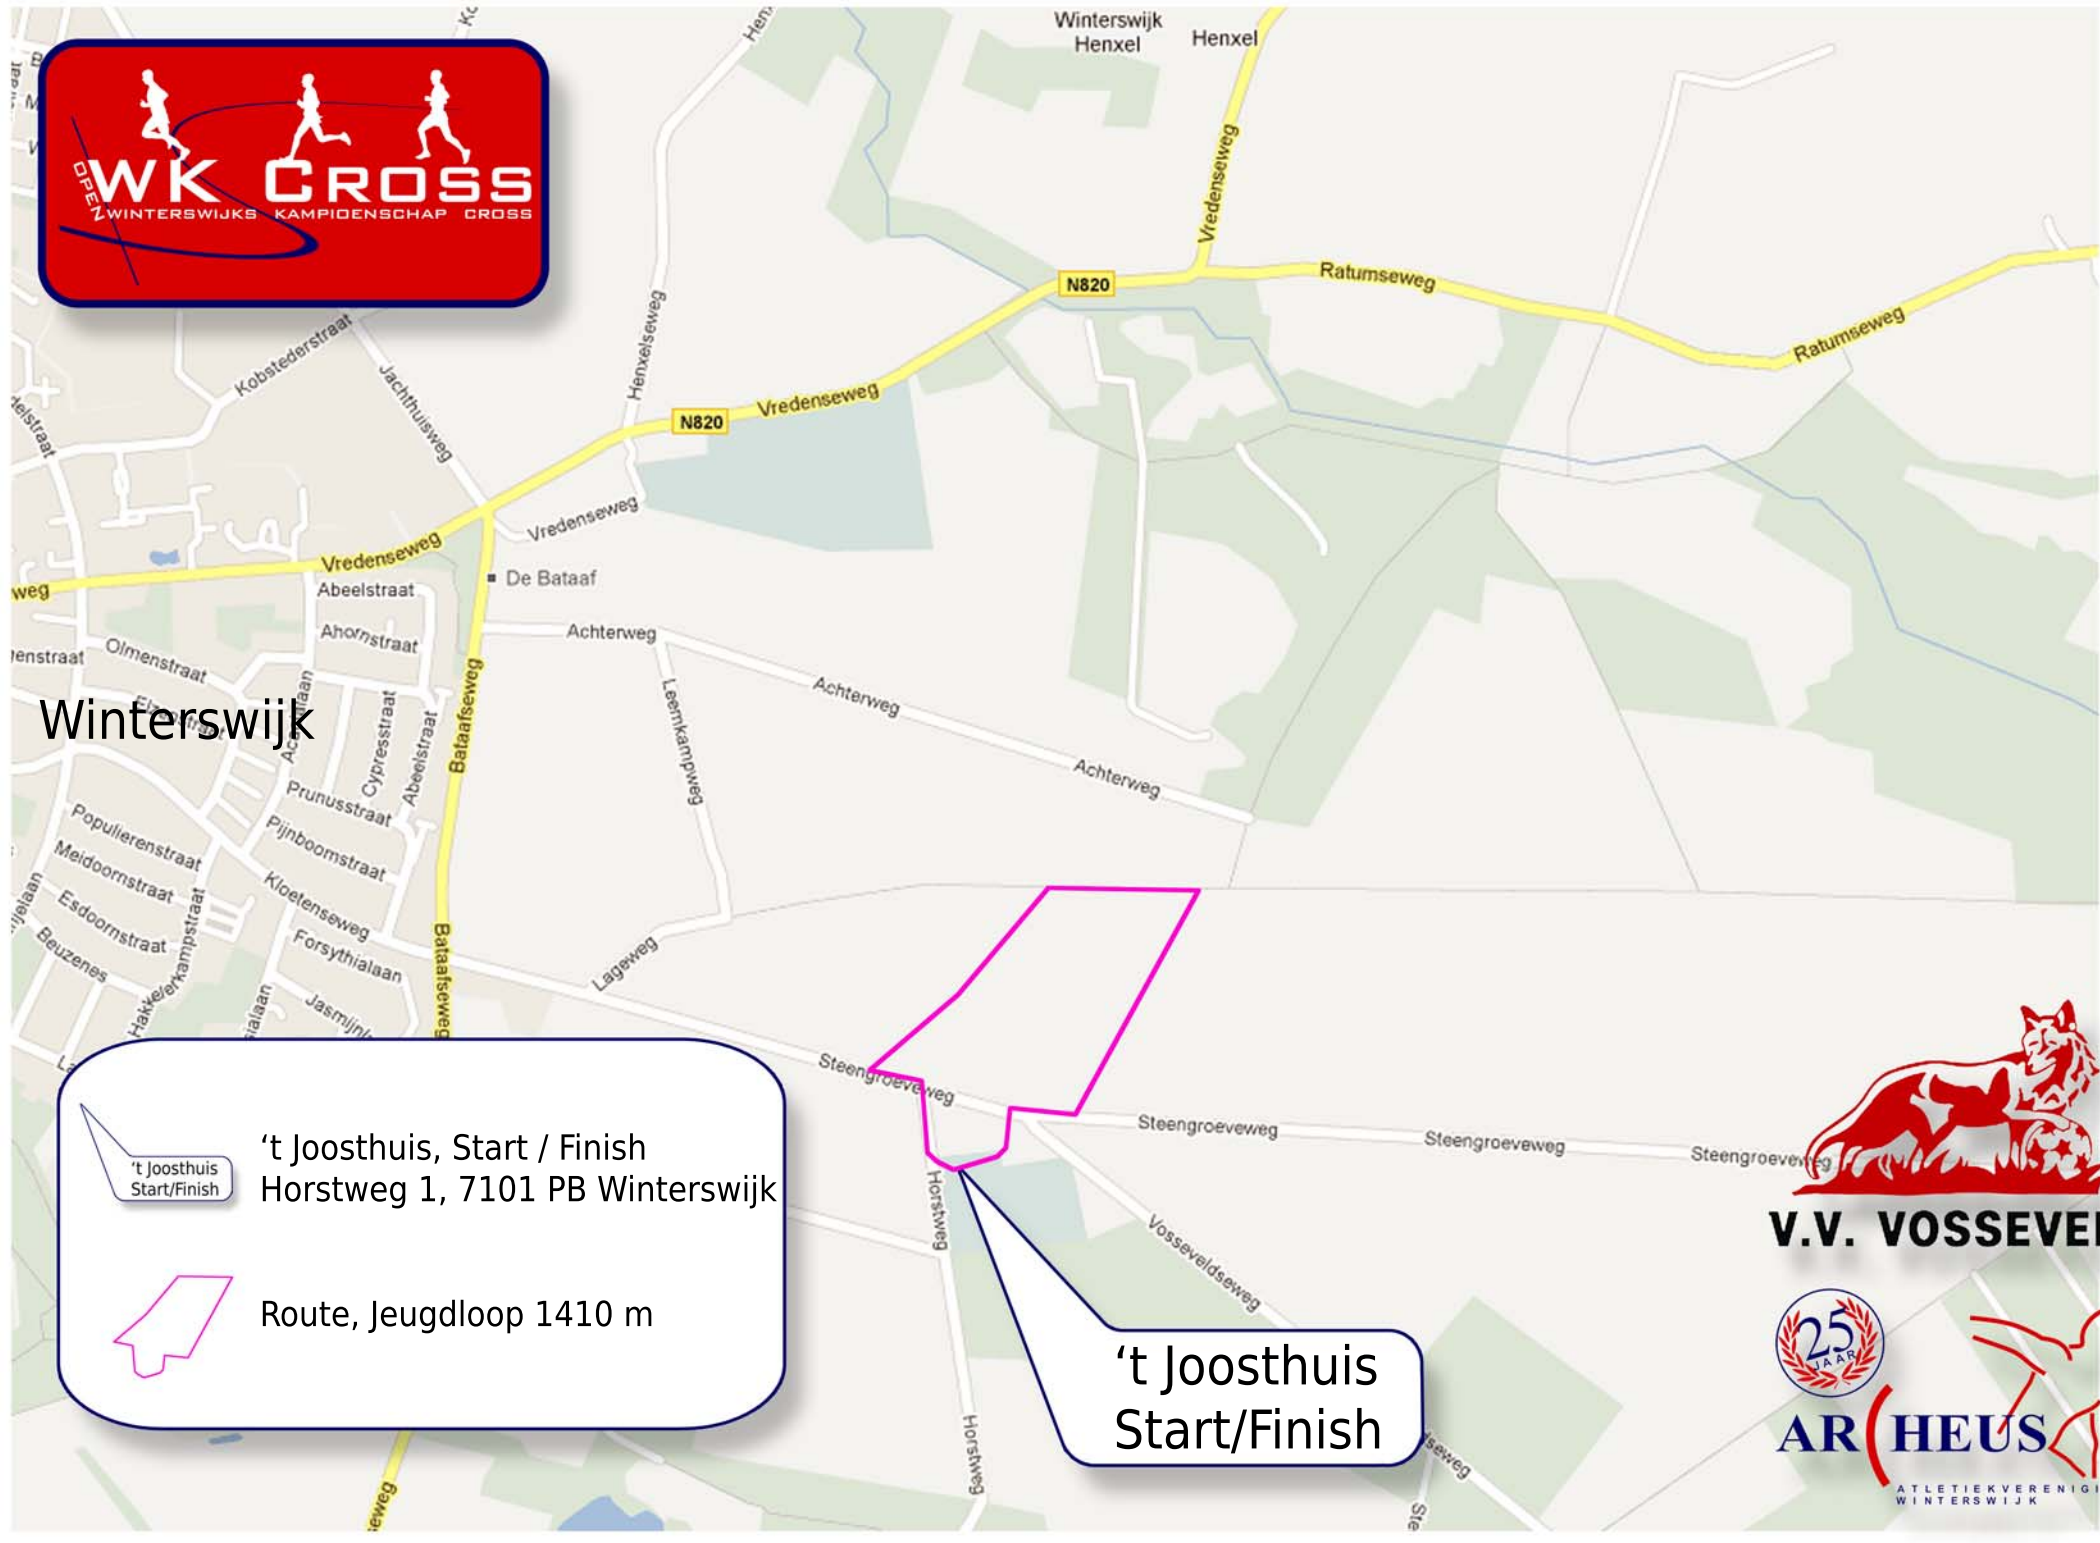 Winterswijk
Henxel
Henxel
OPEN
WK CROSS
WINTERSWIJKS KAMPIOENSCHAP CROSS
Vredenseweg
N820
Ratumseweg
Ratumseweg
Henxelseweg
Kobstederstraat
Jachthuisweg
N820
Vredenseweg
Vredenseweg
Vredenseweg
weg
De Bataaf
Abeelstraat
Ahornstraat
Achterweg
Olmenstraat
Bataafseweg
Leemkampweg
Achterweg
Winterswijk
Cypresstraat
Abeelstraat
Achterweg
Prunusstraat
Pijnboomstraat
Populierenstraat
Meidoornstraat
Kloetenseweg
Esdoornstraat
Beuzenes
Hakkelerkampstraat
Forsythialaan
Bataafseweg
Lageweg
Steengroeveweg
Steengroeveweg
Steengroeveweg
Steengroeveweg
Horstweg
Vosseveldseweg
‘t Joosthuis
Start/Finish
‘t Joosthuis, Start / Finish
Horstweg 1, 7101 PB Winterswijk
Route, Jeugdloop 1410 m
‘t Joosthuis
Start/Finish
Horstweg
V.V. VOSSEVE
25
JAAR
ARCHEUS
ATLETIEKVERENIGI
WINTERSWIJK